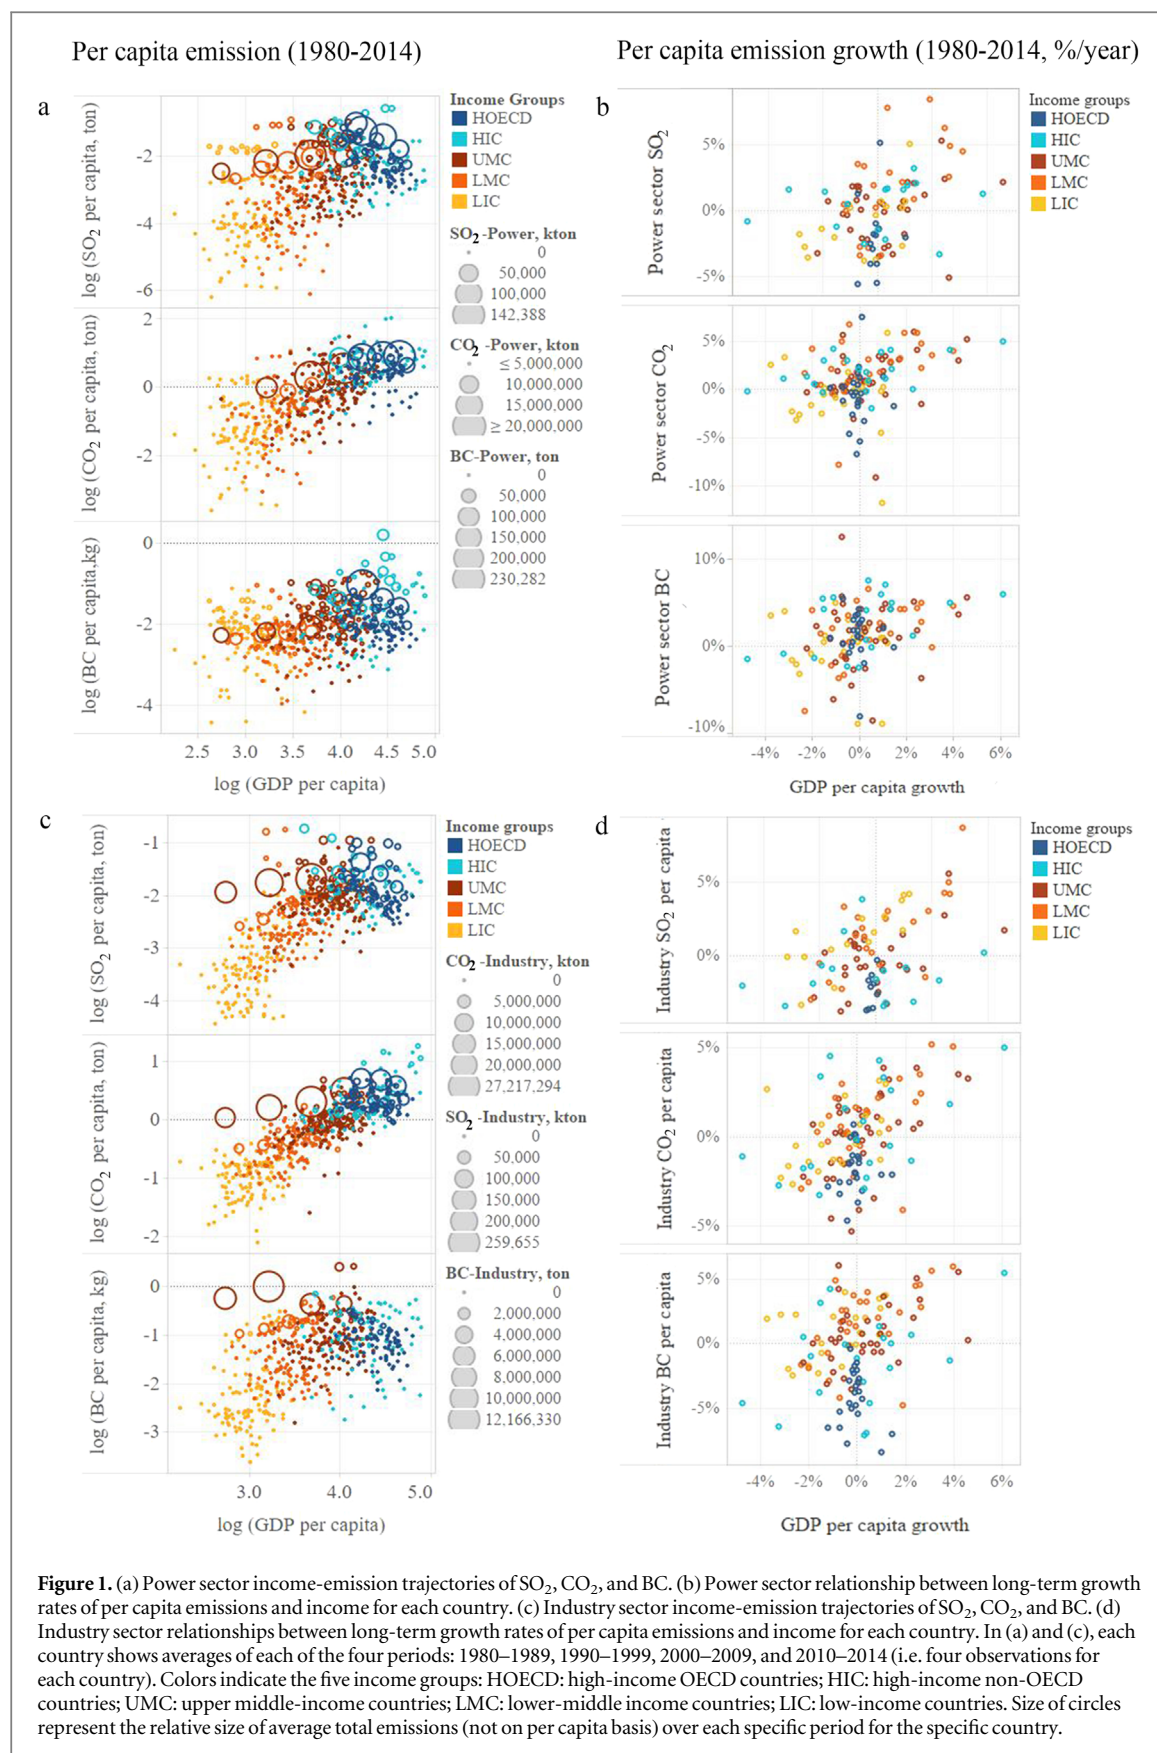 Per capita emission (1980-2014)
Per capita emission growth (1980-2014, %/year)
a
log (SO2 per capita, ton)
-2
-4
-6
log (CO2 per capita, ton)
2
0
-2
log (BC per capita,kg)
0
-2
-4
2.5 3.0 3.5 4.0 4.5 5.0
log (GDP per capita)
Income Groups
HOECD
HIC
UMC
LMC
LIC
SO2 -Power, kton
0
50,000
100,000
142,388
CO2 -Power, kton
≤ 5,000,000
10,000,000
15,000,000
≥ 20,000,000
BC-Power, ton
0
50,000
100,000
150,000
200,000
230,282
b
Power sector SO2
5%
0%
-5%
Power sector CO2
5%
0%
-5%
-10%
Power sector BC
10%
0%
-10%
-4% -2% 0% 2% 4% 6%
GDP per capita growth
Income groups
HOECD
HIC
UMC
LMC
LIC
c
log (SO2 per capita, ton)
-1
-2
-3
-4
log (CO2 per capita, ton)
1
0
-1
-2
log (BC per capita, kg)
0
-1
-2
-3
3.0 4.0 5.0
log (GDP per capita)
Income groups
HOECD
HIC
UMC
LMC
LIC
CO2 -Industry, kton
0
5,000,000
10,000,000
15,000,000
20,000,000
27,217,294
SO2 -Industry, kton
0
50,000
100,000
150,000
200,000
259,655
BC-Industry, ton
0
2,000,000
4,000,000
6,000,000
8,000,000
10,000,000
12,166,330
d
Industry SO2 per capita
5%
0%
Industry CO2 per capita
5%
0%
-5%
Industry BC per capita
5%
0%
-5%
-4% -2% 0% 2% 4% 6%
GDP per capita growth
Income groups
HOECD
HIC
UMC
LMC
LIC
Figure 1. (a) Power sector income-emission trajectories of SO2, CO2, and BC. (b) Power sector relationship between long-term growth
rates of per capita emissions and income for each country. (c) Industry sector income-emission trajectories of SO2, CO2, and BC. (d)
Industry sector relationships between long-term growth rates of per capita emissions and income for each country. In (a) and (c), each
country shows averages of each of the four periods: 1980–1989, 1990–1999, 2000–2009, and 2010–2014 (i.e. four observations for
each country). Colors indicate the five income groups: HOECD: high-income OECD countries; HIC: high-income non-OECD
countries; UMC: upper middle-income countries; LMC: lower-middle income countries; LIC: low-income countries. Size of circles
represent the relative size of average total emissions (not on per capita basis) over each specific period for the specific country.